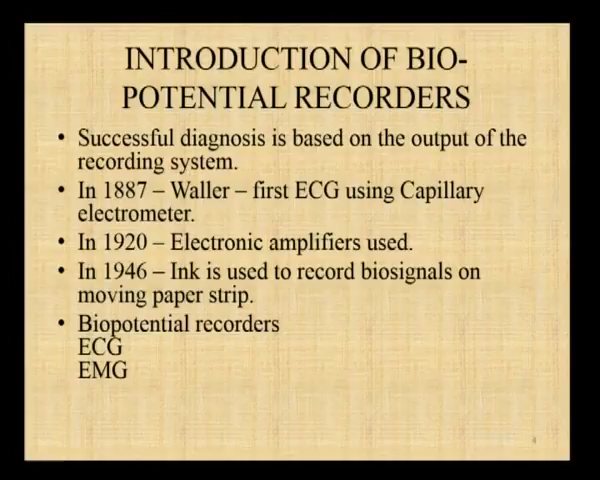 INTRODUCTION OF BIO-
POTENTIAL RECORDERS
• Successful diagnosis is based on the output of the
recording system.
• In 1887 – Waller – first ECG using Capillary
electrometer.
• In 1920 – Electronic amplifiers used.
• In 1946 – Ink is used to record biosignals on
moving paper strip.
• Biopotential recorders
ECG
EMG
4